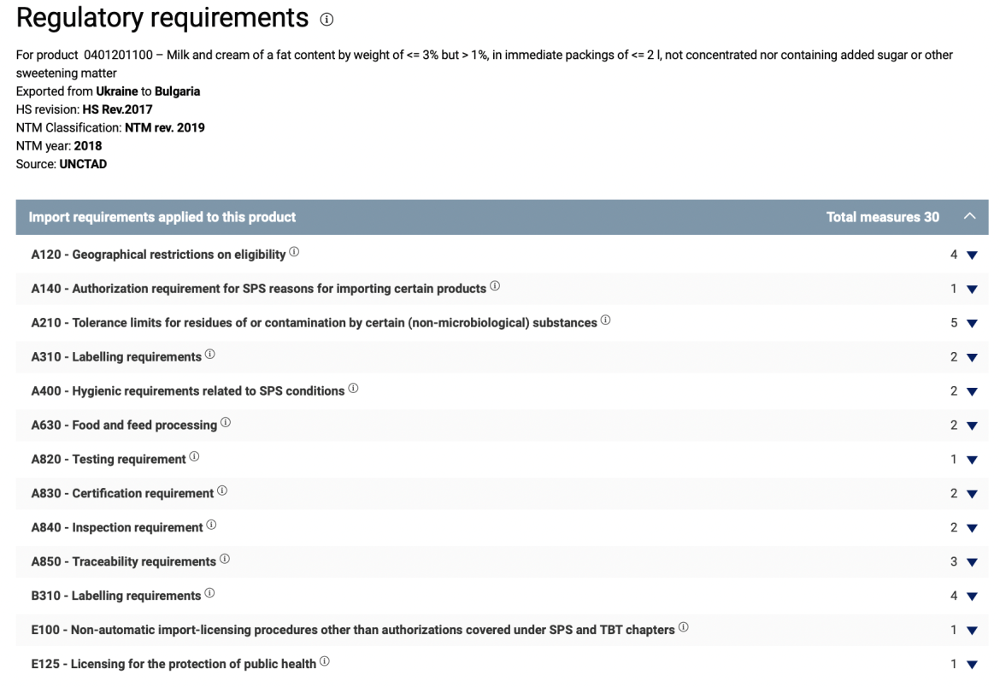 Regulatory requirements
For product 0401201100 – Milk and cream of a fat content by weight of <= 3% but > 1%, in immediate packings of <= 2 l, not concentrated nor containing added sugar or other
sweetening matter
Exported from Ukraine to Bulgaria
HS revision: HS Rev.2017
NTM Classification: NTM rev. 2019
NTM year: 2018
Source: UNCTAD
Import requirements applied to this product Total measures 30
A120 - Geographical restrictions on eligibility 4
A140 - Authorization requirement for SPS reasons for importing certain products 1
A210 - Tolerance limits for residues of or contamination by certain (non-microbiological) substances 5
A310 - Labelling requirements 2
A400 - Hygienic requirements related to SPS conditions 2
A630 - Food and feed processing 2
A820 - Testing requirement 1
A830 - Certification requirement 2
A840 - Inspection requirement 2
A850 - Traceability requirements 3
B310 - Labelling requirements 4
E100 - Non-automatic import-licensing procedures other than authorizations covered under SPS and TBT chapters 1
E125 - Licensing for the protection of public health 1